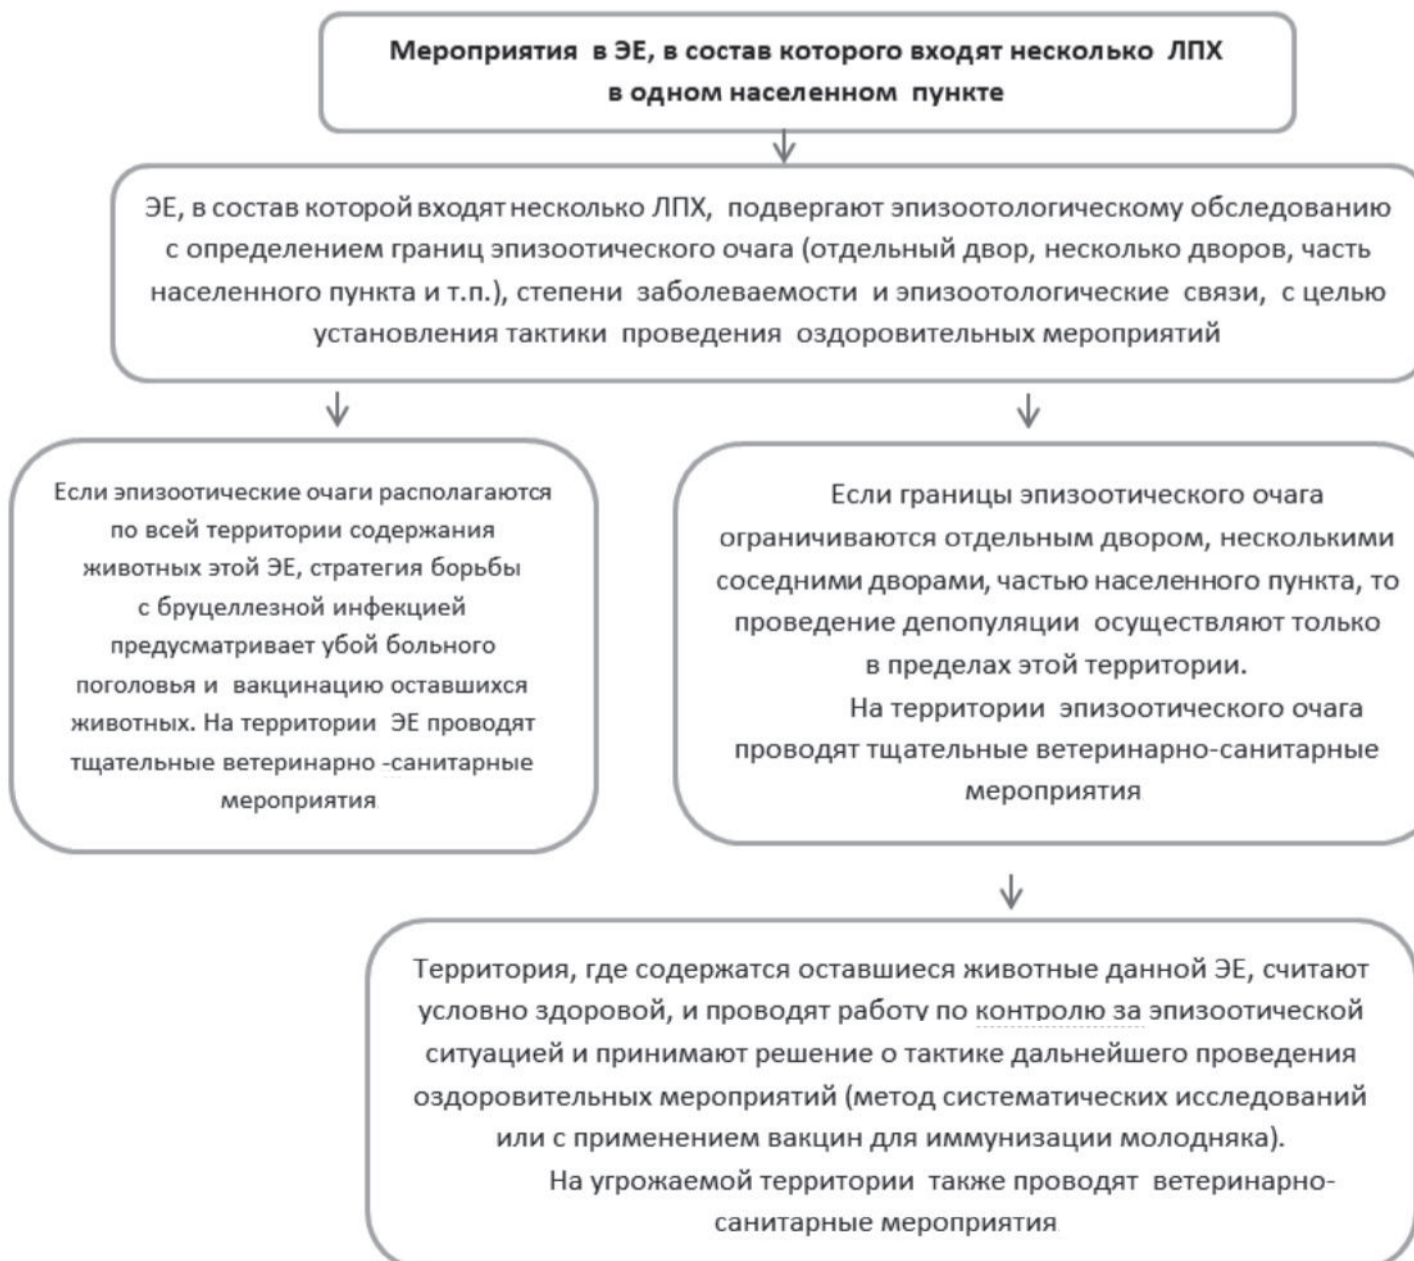 Мероприятия в ЭЕ, в состав которого входят несколько ЛПХ
в одном населенном пункте
ЭЕ, в состав которой входят несколько ЛПХ, подвергают эпизоотологическому обследованию
с определением границ эпизоотического очага (отдельный двор, несколько дворов, часть
населенного пункта и т.п.), степени заболеваемости и эпизоотологические связи, с целью
установления тактики проведения оздоровительных мероприятий
Если эпизоотические очаги располагаются
по всей территории содержания
животных этой ЭЕ, стратегия борьбы
с бруцеллезной инфекцией
предусматривает убой больного
поголовья и вакцинацию оставшихся
животных. На территории ЭЕ проводят
тщательные ветеринарно -санитарные
мероприятия
Если границы эпизоотического очага
ограничиваются отдельным двором, несколькими
соседними дворами, частью населенного пункта, то
проведение депопуляции осуществляют только
в пределах этой территории.
На территории эпизоотического очага
проводят тщательные ветеринарно-санитарные
мероприятия
Территория, где содержатся оставшиеся животные данной ЭЕ, считают
условно здоровой, и проводят работу по контролю за эпизоотической
ситуацией и принимают решение о тактике дальнейшего проведения
оздоровительных мероприятий (метод систематических исследований
или с применением вакцин для иммунизации молодняка).
На угрожаемой территории также проводят ветеринарно-
санитарные мероприятия